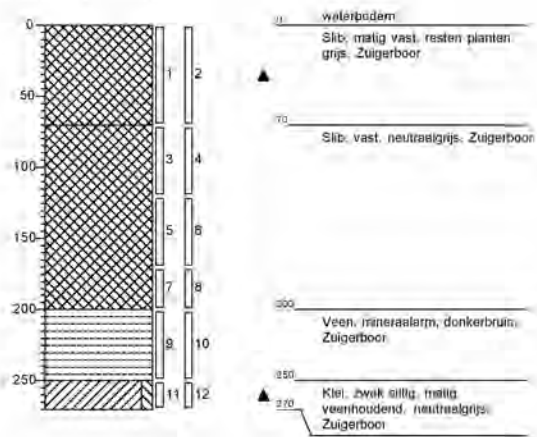 0
50
100
150
200
250
1
2
3
4
5
6
7
8
9
10
11
12
0
waterbodem
Slib, matig vast, resten planten,
grijs, Zuigerboor
70
Slib, vast, neutraalgrijs, Zuigerboor
200
Veen, mineraalarm, donkerbruin,
Zuigerboor
250
Klei, zwak siltig, matig
270
veenhoudend, neutraalgrijs,
Zuigerboor